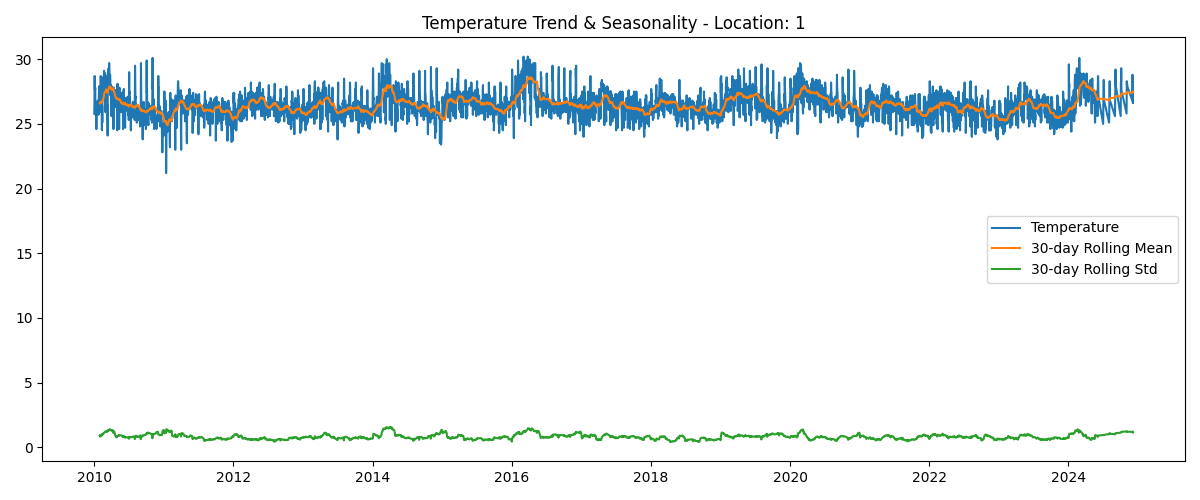 Temperature Trend & Seasonality - Location: 1
30
25
20
15
10
5
0
Temperature
30-day Rolling Mean
30-day Rolling Std
2010 2012 2014 2016 2018 2020 2022 2024